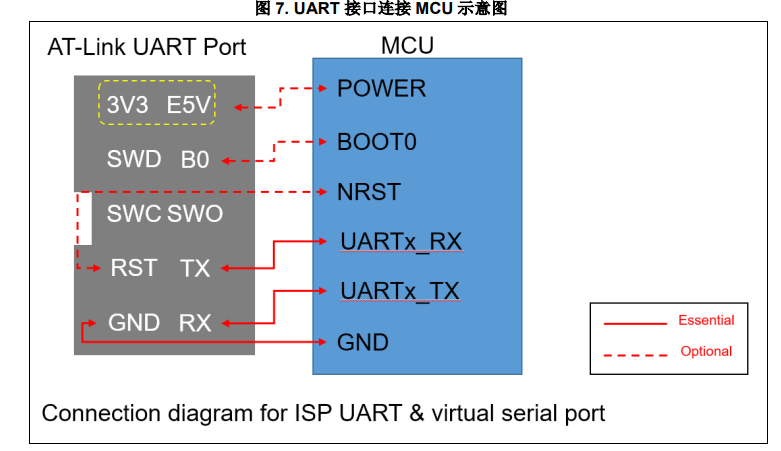 图 7. UART 接口连接 MCU 示意图
AT-Link UART Port
MCU
3V3 E5V
POWER
SWD B0
BOOT0
NRST
SWC SWO
UARTx_RX
RST TX
UARTx_TX
GND RX
GND
Essential
Optional
Connection diagram for ISP UART & virtual serial port